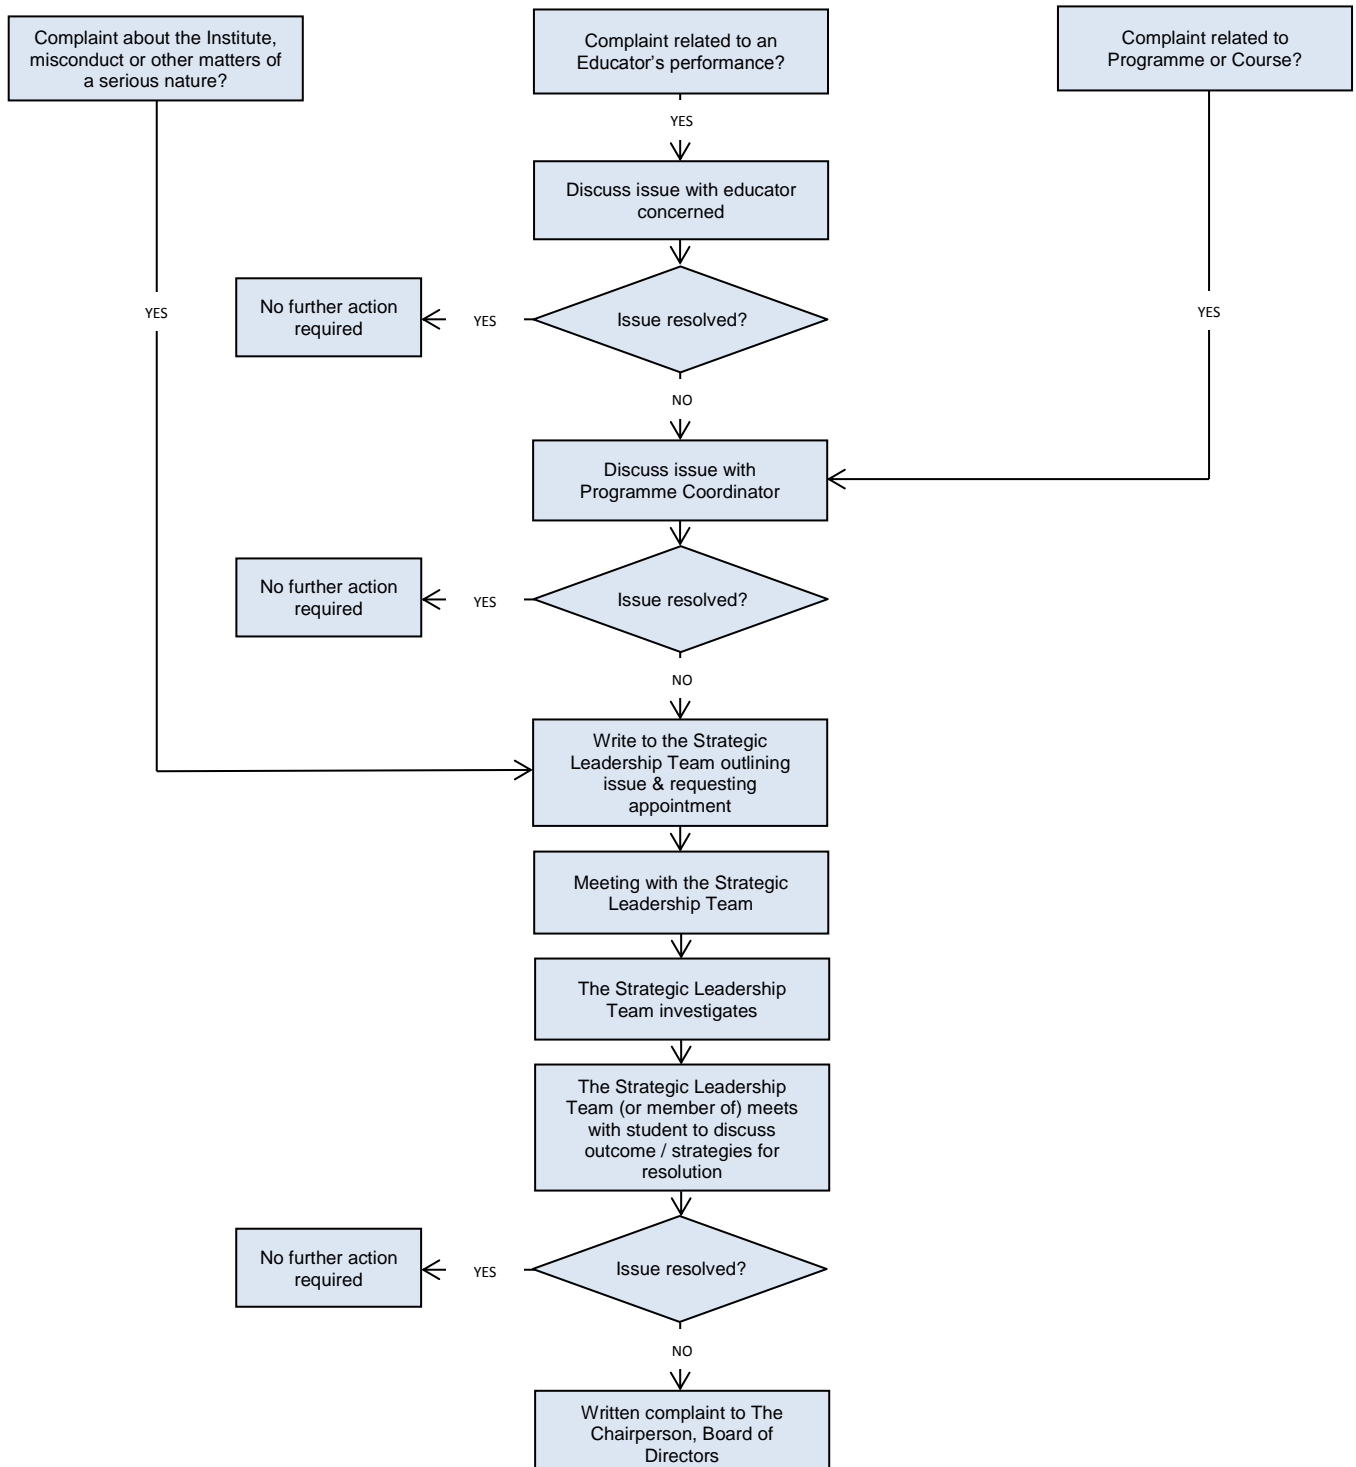 Complaint about the Institute,
misconduct or other matters of
a serious nature?
Complaint related to an
Educator's performance?
Complaint related to
Programme or Course?
YES
Discuss issue with educator
concerned
YES
YES
No further action
required
YES
Issue resolved?
NO
Discuss issue with
Programme Coordinator
No further action
required
YES
Issue resolved?
NO
Write to the Strategic
Leadership Team outlining
issue & requesting
appointment
Meeting with the Strategic
Leadership Team
The Strategic Leadership
Team investigates
The Strategic Leadership
Team (or member of) meets
with student to discuss
outcome / strategies for
resolution
No further action
required
YES
Issue resolved?
NO
Written complaint to The
Chairperson, Board of
Directors